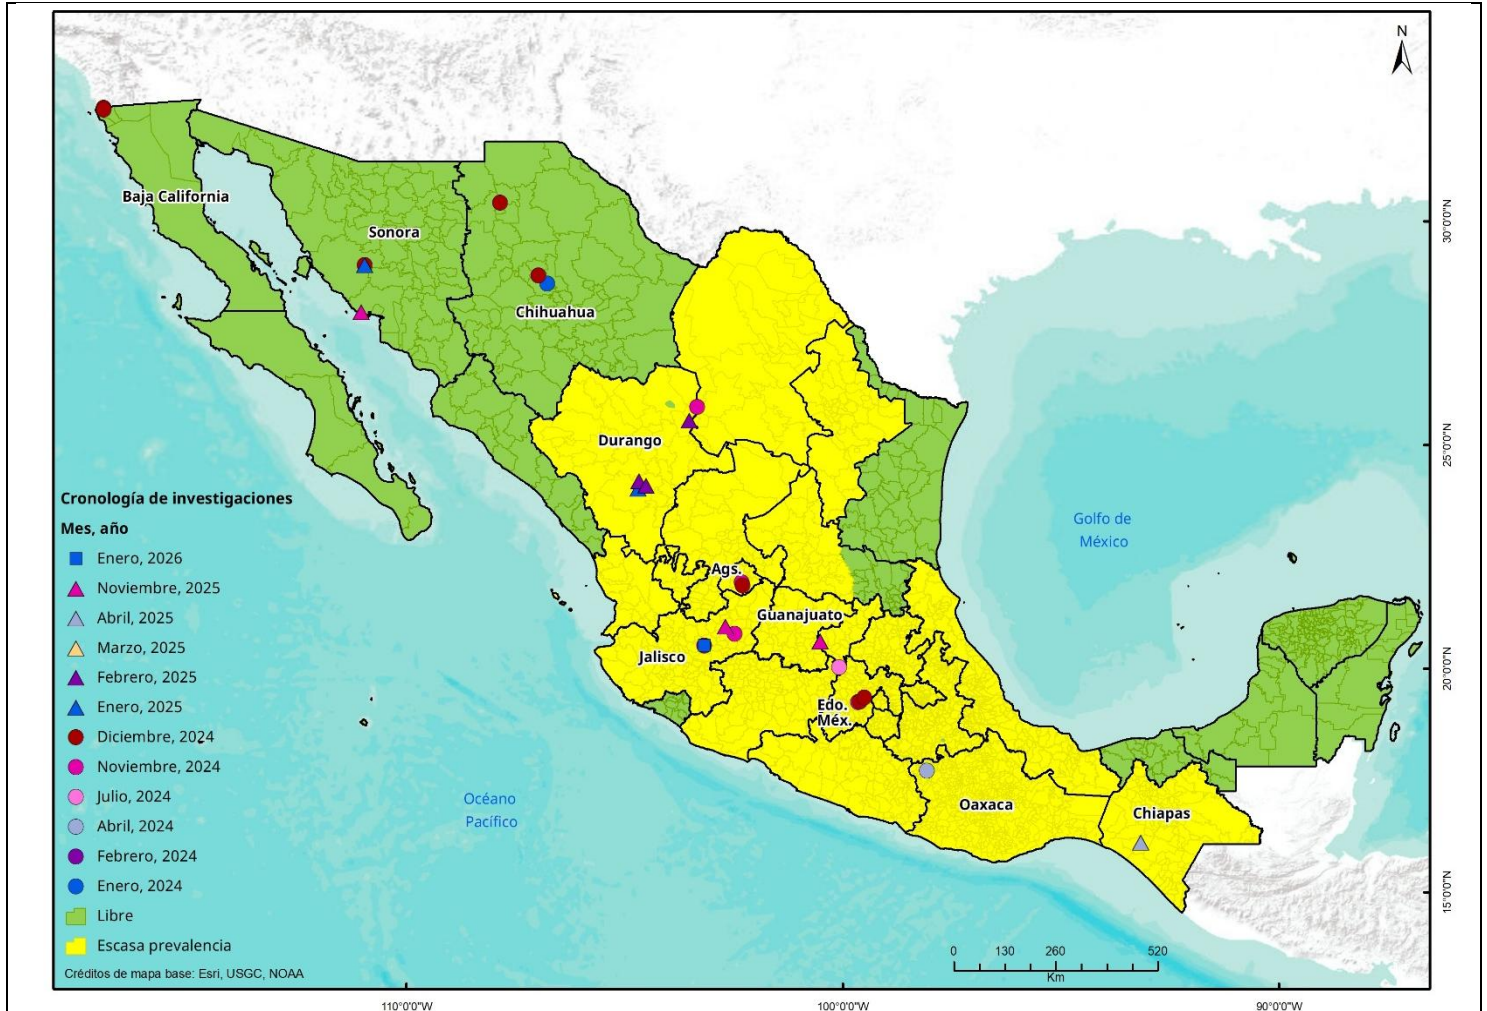 N
Baja California
Sonora
Chihuahua
Durango
Ags.
Guanajuato
Jalisco
Edo.
Méx.
Oaxaca
Chiapas
Golfo de
México
Océano
Pacífico
Cronología de investigaciones
Mes, año
Enero, 2026
Noviembre, 2025
Abril, 2025
Marzo, 2025
Febrero, 2025
Enero, 2025
Diciembre, 2024
Noviembre, 2024
Julio, 2024
Abril, 2024
Febrero, 2024
Enero, 2024
Libre
Escasa prevalencia
Créditos de mapa base: Esri, USGC, NOAA
0 130 260 520
Km
30°0'0"N
25°0'0"N
20°0'0"N
15°0'0"N
110°0'0"W
100°0'0"W
90°0'0"W